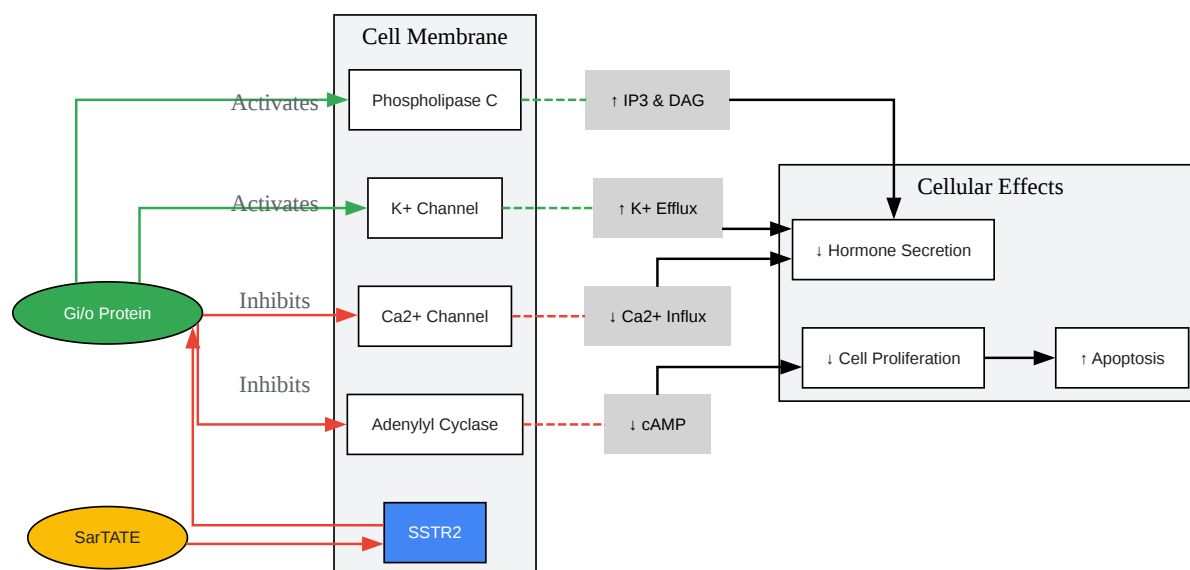 Cell Membrane
Activates
Phospholipase C
↑ IP3 & DAG
Cellular Effects
Activates
K+ Channel
↑ K+ Efflux
↓ Hormone Secretion
Gi/o Protein
Inhibits
Ca2+ Channel
↓ Ca2+ Influx
↓ Cell Proliferation
↑ Apoptosis
Inhibits
Adenylyl Cyclase
↓ cAMP
SarTATE
SSTR2